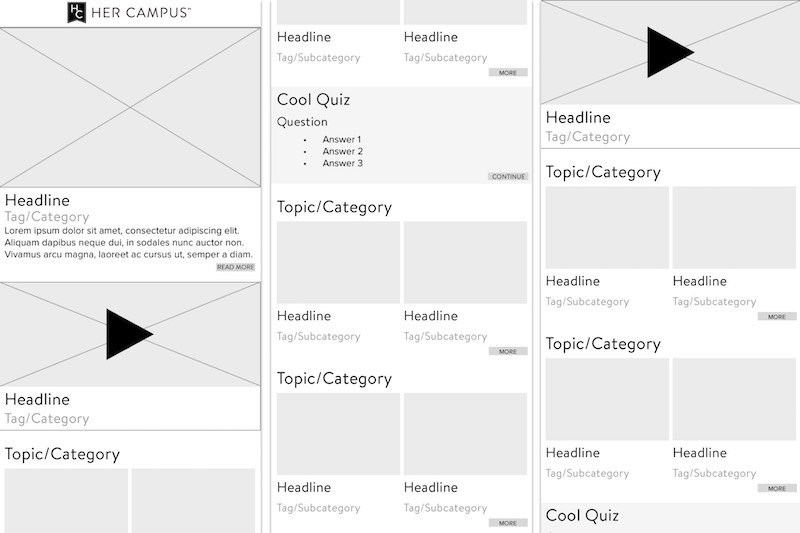 HC HER CAMPUS™
Headline
Tag/Category
Lorem ipsum dolor sit amet, consectetur adipiscing elit.
Aliquam dapibus neque dui, in sodales nunc auctor non.
Vivamus arcu magna, laoreet ac cursus ut, semper a diam.
READ MORE
Headline
Tag/Category
Topic/Category
Headline Headline
Tag/Subcategory Tag/Subcategory
MORE
Cool Quiz
Question
• Answer 1
• Answer 2
• Answer 3
CONTINUE
Topic/Category
Headline Headline
Tag/Subcategory Tag/Subcategory
MORE
Topic/Category
Headline Headline
Tag/Subcategory Tag/Subcategory
MORE
Headline
Tag/Category
Topic/Category
Headline Headline
Tag/Subcategory Tag/Subcategory
MORE
Topic/Category
Headline Headline
Tag/Subcategory Tag/Subcategory
MORE
Cool Quiz